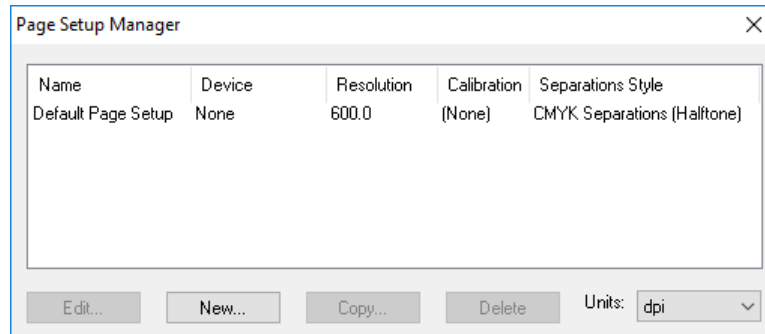 Page Setup Manager
Name Device Resolution Calibration Separations Style
Default Page Setup None 600.0 (None) CMYK Separations (Halftone)
Edit... New... Copy... Delete Units: dpi